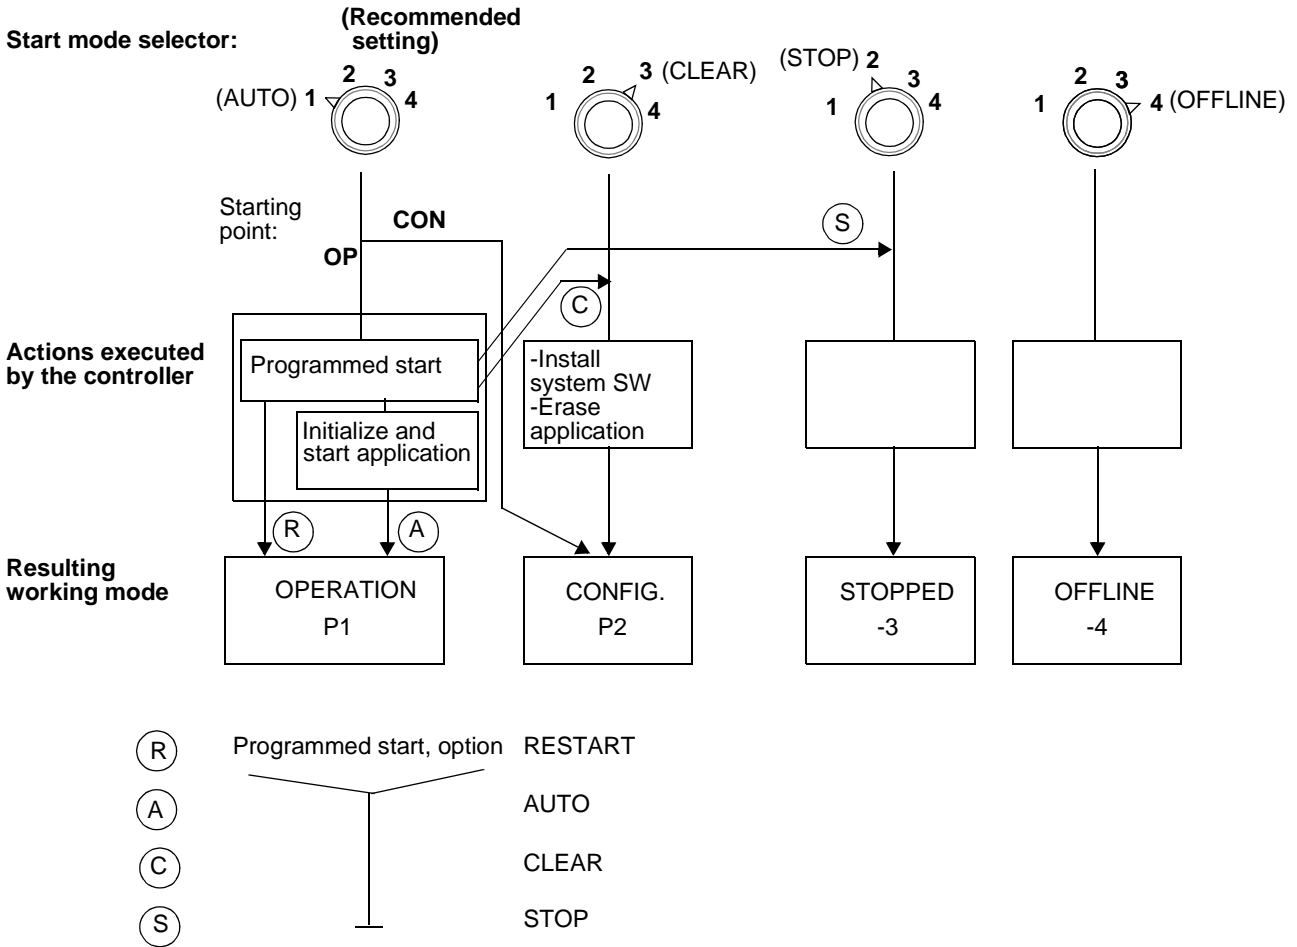 Start mode selector:
(Recommended
setting)
(AUTO) 1 2 3 4
1 2 3 (CLEAR) 4
(STOP) 2 1 3 4
1 2 3 4 (OFFLINE)
Starting
point:
CON
OP
S
C
Actions executed
by the controller
Programmed start
Initialize and
start application
-Install
system SW
-Erase
application
R
A
Resulting
working mode
OPERATION
P1
CONFIG.
P2
STOPPED
-3
OFFLINE
-4
R Programmed start, option RESTART
A AUTO
C CLEAR
S STOP